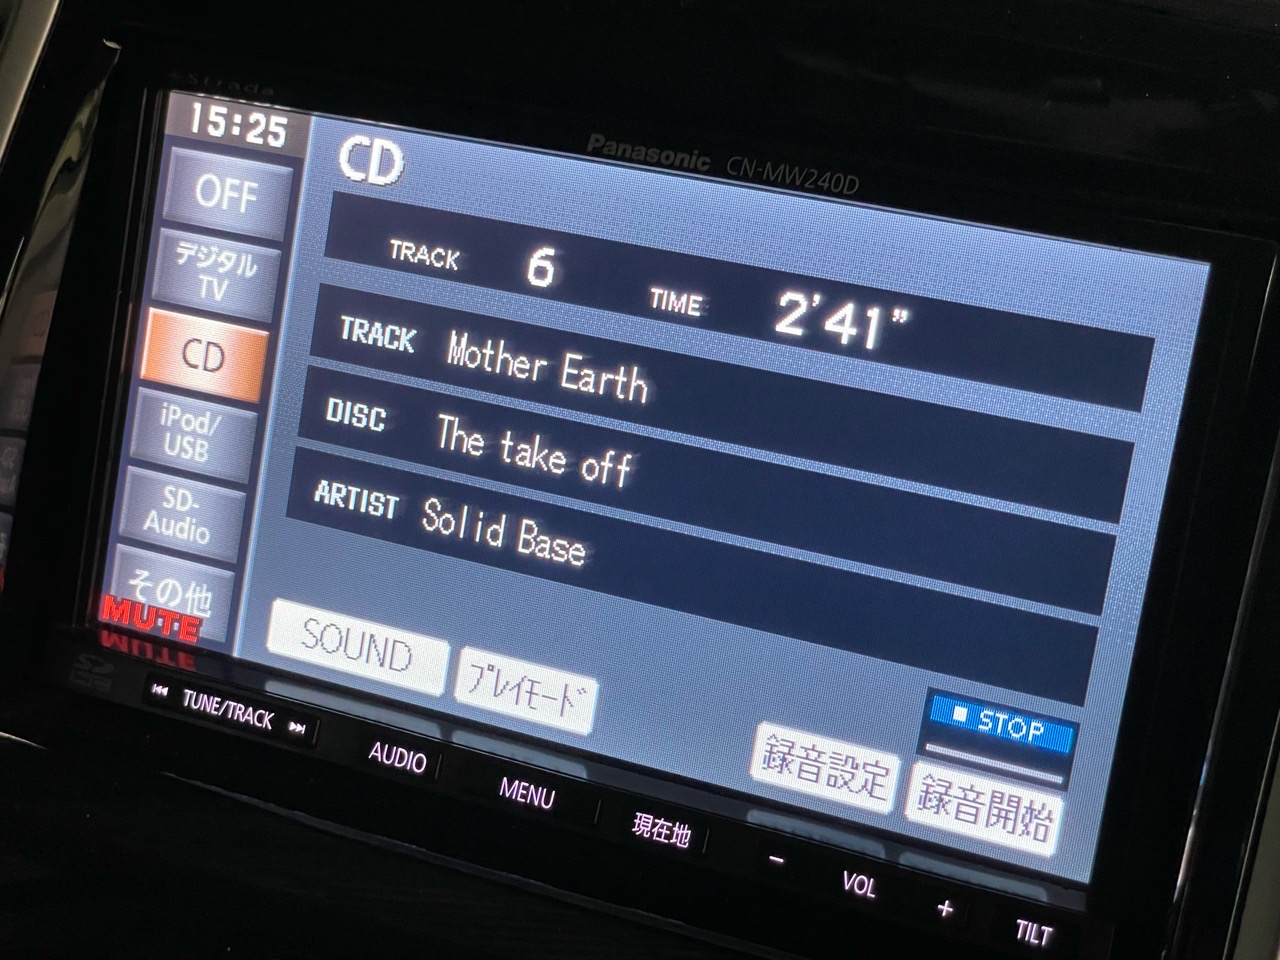 Strada
Panasonic CN-MW240D
15:25
CD
OFF
デジタル
TV
CD
iPod/
USB
SD-
Audio
その他
MUTE
TRACK 6 TIME 2'41"
TRACK Mother Earth
DISC The take off
ARTIST Solid Base
SOUND
プレイモード
録音設定
■ STOP
録音開始
TUNE/TRACK
AUDIO
MENU
現在地
− VOL +
TILT